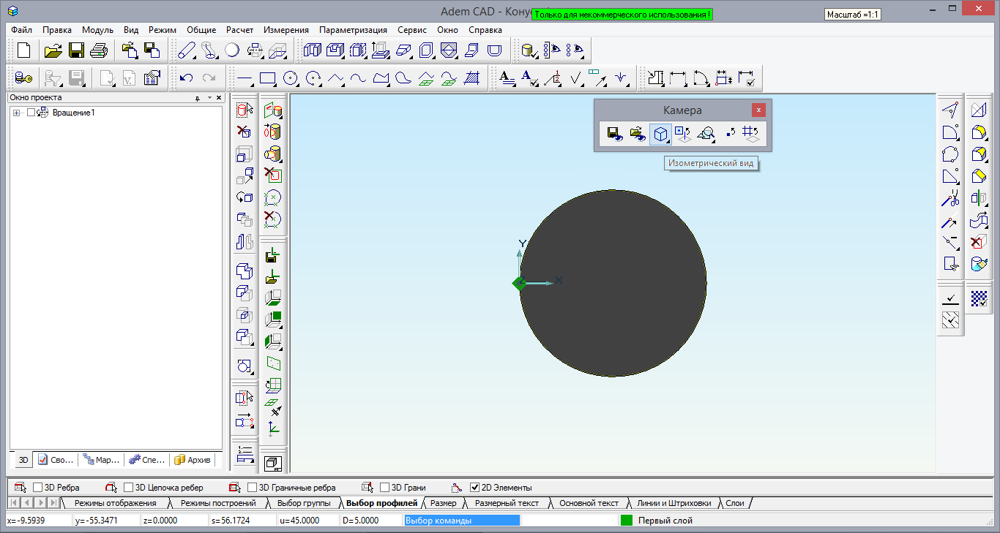 Adem CAD - Конус
Только для некоммерческого использования !
Масштаб =1:1
Файл Правка Модуль Вид Режим Общие Расчет Измерения Параметризация Сервис Окно Справка
Окно проекта
Вращение1
Камера
Изометрический вид
Y
Z X
3D Сво... Мар... Спе... Архив
3D Ребра 3D Цепочка ребер 3D Граничные ребра 3D Грани 2D Элементы
Режимы отображения Режимы построений Выбор группы Выбор профилей Размер Размерный текст Основной текст Линии и Штриховки Слои
x=-9.5939 y=-55.3471 z=0.0000 s=56.1724 u=45.0000 D=5.0000 Выбор команды Первый слой